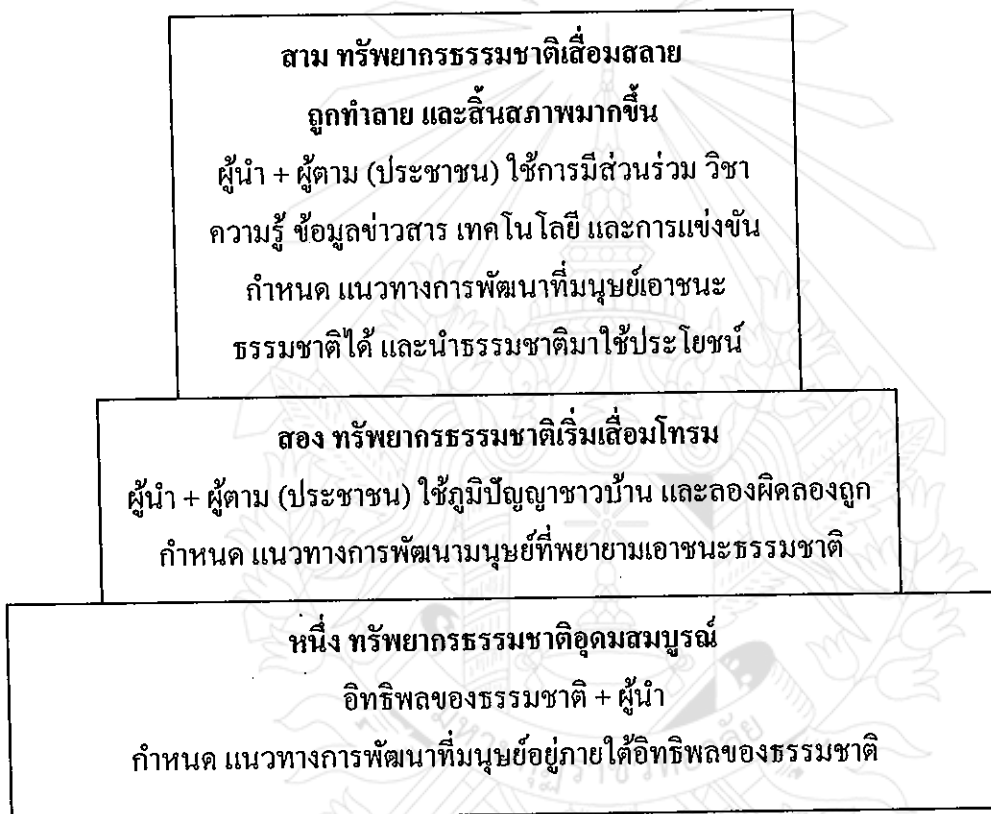 สาม ทรัพยากรธรรมชาติเสื่อมสลาย
ถูกทำลาย และสิ้นสภาพมากขึ้น
ผู้นำ + ผู้ตาม (ประชาชน) ใช้การมีส่วนร่วม วิชา
ความรู้ ข้อมูลข่าวสาร เทคโนโลยี และการแข่งขัน
กำหนด แนวทางการพัฒนาที่มนุษย์เอาชนะ
ธรรมชาติได้ และนำธรรมชาติมาใช้ประโยชน์
สอง ทรัพยากรธรรมชาติเริ่มเสื่อมโทรม
ผู้นำ + ผู้ตาม (ประชาชน) ใช้ภูมิปัญญาชาวบ้าน และลองผิดลองถูก
กำหนด แนวทางการพัฒนามนุษย์ที่พยายามเอาชนะธรรมชาติ
หนึ่ง ทรัพยากรธรรมชาติอุดมสมบูรณ์
อิทธิพลของธรรมชาติ + ผู้นำ
กำหนด แนวทางการพัฒนาที่มนุษย์อยู่ภายใต้อิทธิพลของธรรมชาติ